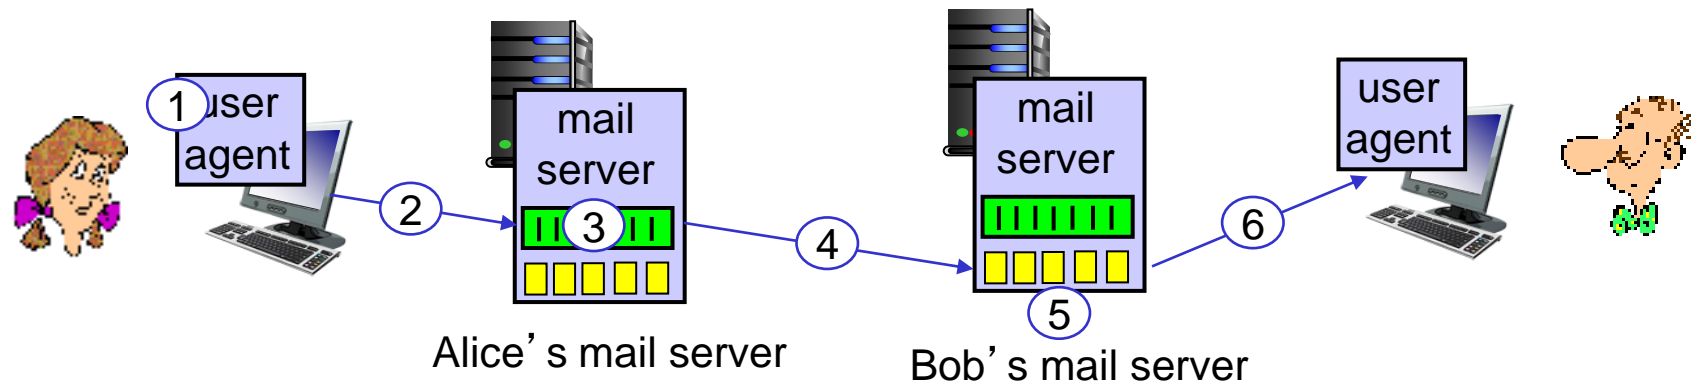 1
user
agent
2
mail
server
3
4
mail
server
5
6
user
agent
Alice's mail server
Bob's mail server